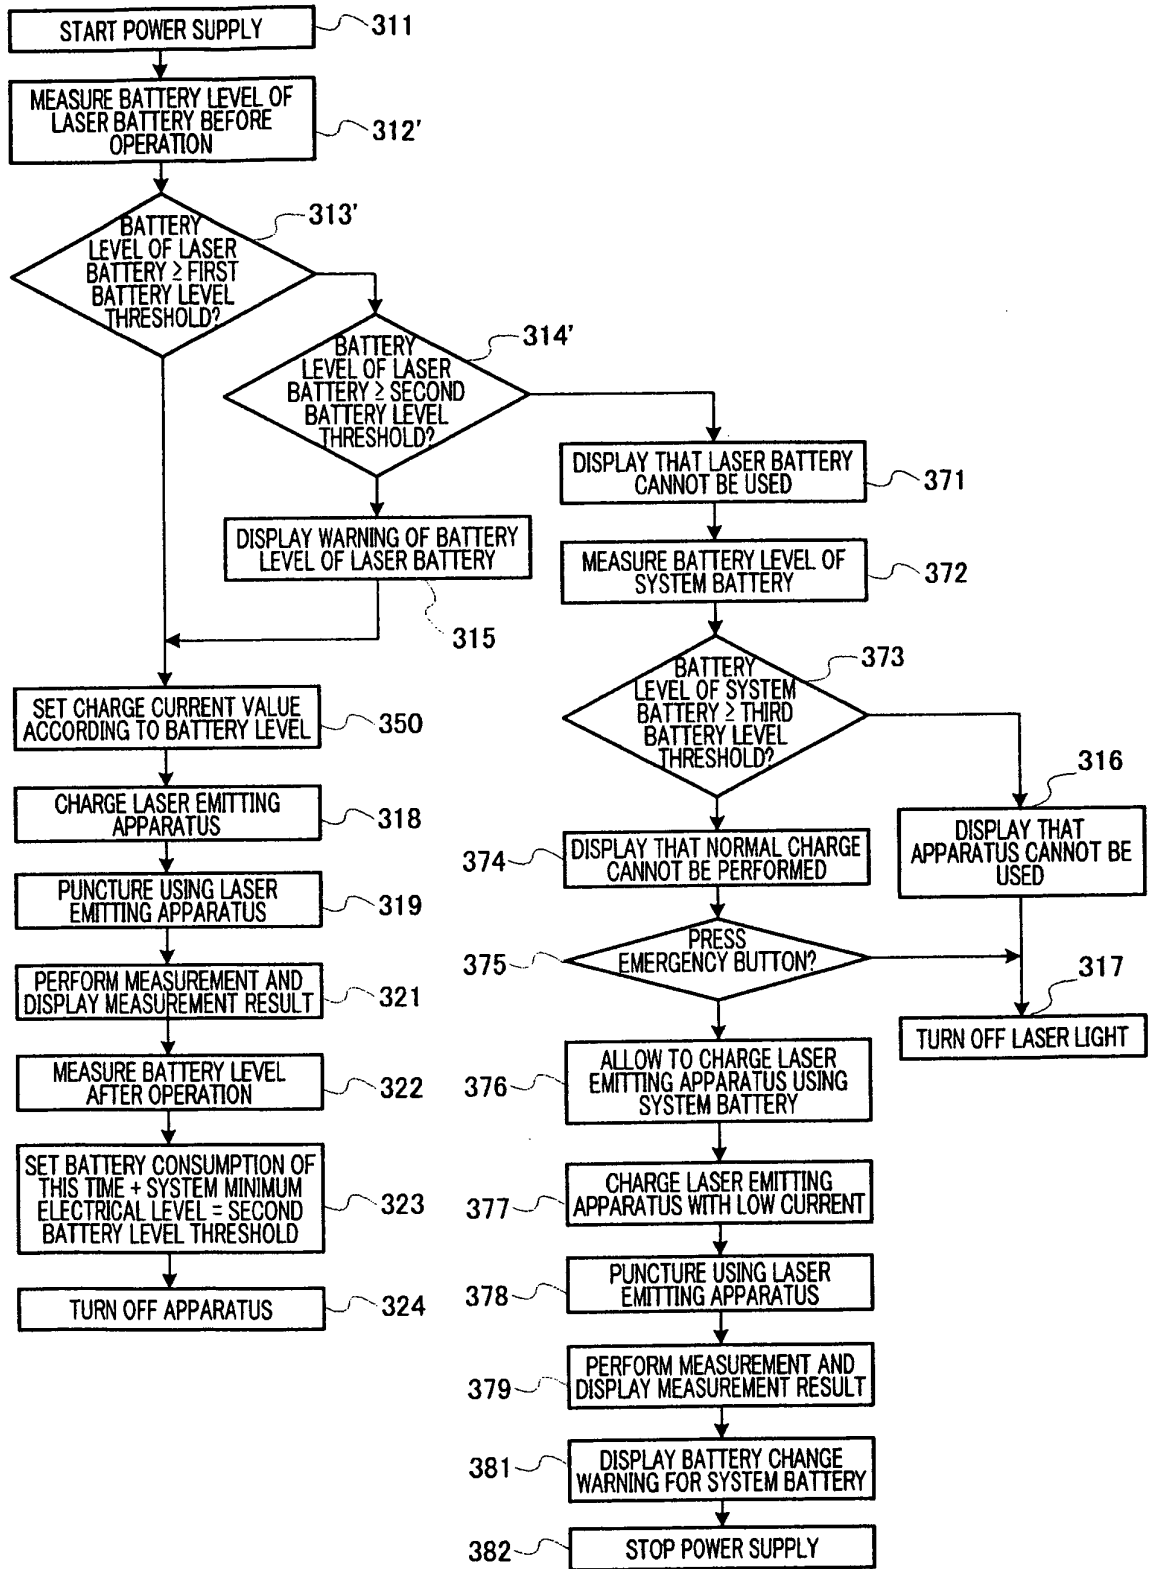 START POWER SUPPLY
311
MEASURE BATTERY LEVEL OF
LASER BATTERY BEFORE
OPERATION
312'
BATTERY
LEVEL OF LASER
BATTERY ≥ FIRST
BATTERY LEVEL
THRESHOLD?
313'
BATTERY
LEVEL OF LASER
BATTERY ≥ SECOND
BATTERY LEVEL
THRESHOLD?
314'
DISPLAY WARNING OF BATTERY
LEVEL OF LASER BATTERY
315
SET CHARGE CURRENT VALUE
ACCORDING TO BATTERY LEVEL
350
CHARGE LASER EMITTING
APPARATUS
318
PUNCTURE USING LASER
EMITTING APPARATUS
319
PERFORM MEASUREMENT AND
DISPLAY MEASUREMENT RESULT
321
MEASURE BATTERY LEVEL
AFTER OPERATION
322
SET BATTERY CONSUMPTION OF
THIS TIME + SYSTEM MINIMUM
ELECTRICAL LEVEL = SECOND
BATTERY LEVEL THRESHOLD
323
TURN OFF APPARATUS
324
DISPLAY THAT LASER BATTERY
CANNOT BE USED
371
MEASURE BATTERY LEVEL OF
SYSTEM BATTERY
372
BATTERY
LEVEL OF SYSTEM
BATTERY ≥ THIRD
BATTERY LEVEL
THRESHOLD?
373
316
DISPLAY THAT
APPARATUS CANNOT BE
USED
374
DISPLAY THAT NORMAL CHARGE
CANNOT BE PERFORMED
375
PRESS
EMERGENCY BUTTON?
317
TURN OFF LASER LIGHT
376
ALLOW TO CHARGE LASER
EMITTING APPARATUS USING
SYSTEM BATTERY
377
CHARGE LASER EMITTING
APPARATUS WITH LOW CURRENT
378
PUNCTURE USING LASER
EMITTING APPARATUS
379
PERFORM MEASUREMENT AND
DISPLAY MEASUREMENT RESULT
381
DISPLAY BATTERY CHANGE
WARNING FOR SYSTEM BATTERY
382
STOP POWER SUPPLY